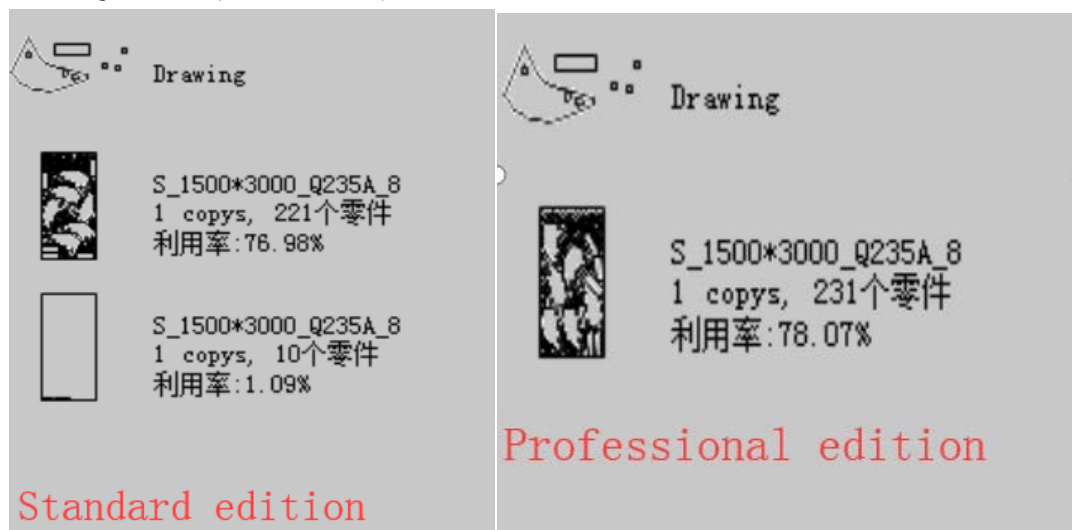 Drawing
S_1500*3000_Q235A_8
1 copys, 221个零件
利用率:76.98%
S_1500*3000_Q235A_8
1 copys, 10个零件
利用率:1.09%
Standard edition
Drawing
S_1500*3000_Q235A_8
1 copys, 231个零件
利用率:78.07%
Professional edition